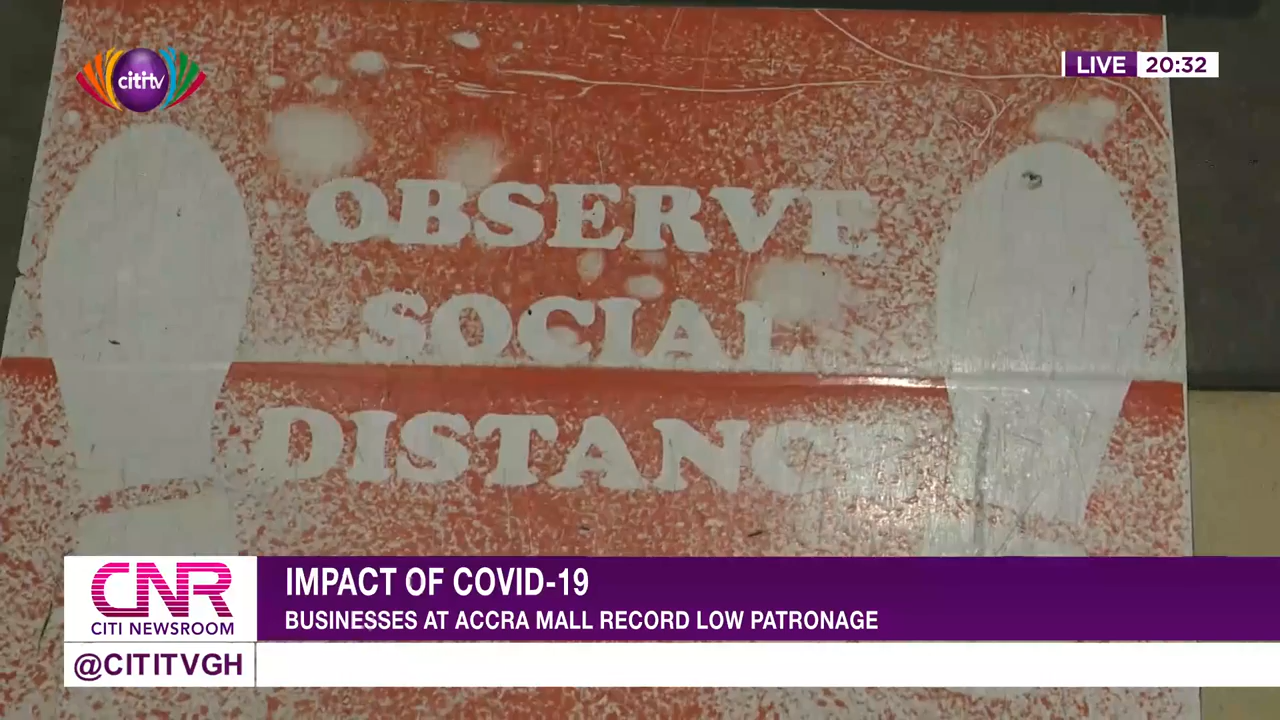 citi tv
LIVE 20:32
OBSERVE
SOCIAL
DISTANCE
CNR
CITI NEWSROOM
IMPACT OF COVID-19
BUSINESSES AT ACCRA MALL RECORD LOW PATRONAGE
@CITITVGH